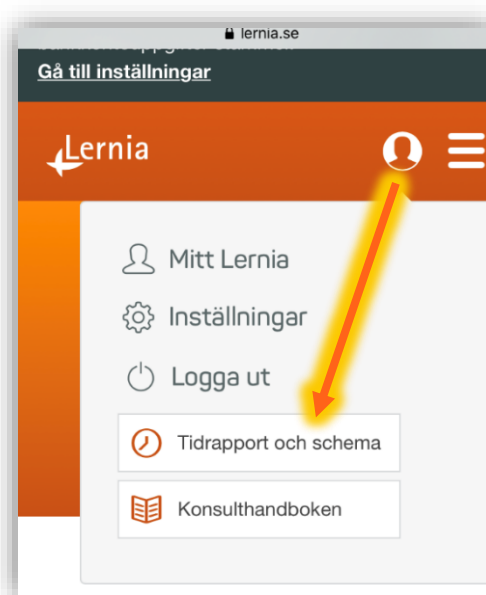 lernia.se
Gå till inställningar
Lernia
Mitt Lernia
Inställningar
Logga ut
Tidrapport och schema
Konsulthandboken